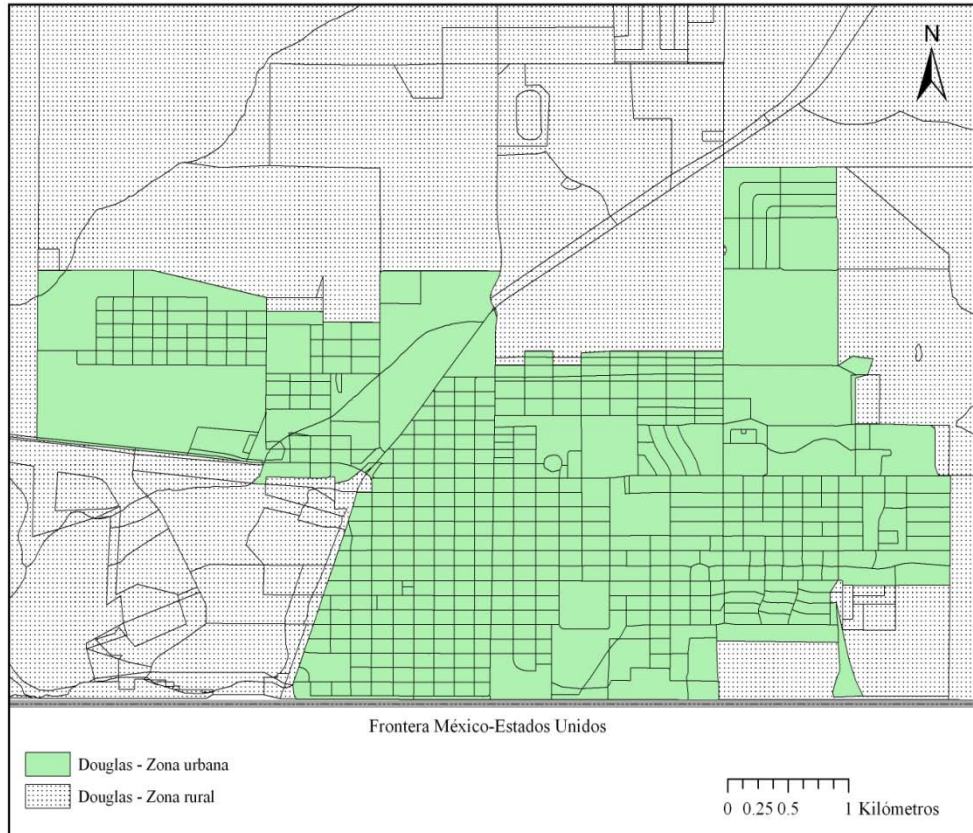 N
Frontera México-Estados Unidos
Douglas - Zona urbana
Douglas - Zona rural
0 0.25 0.5 1 Kilómetros